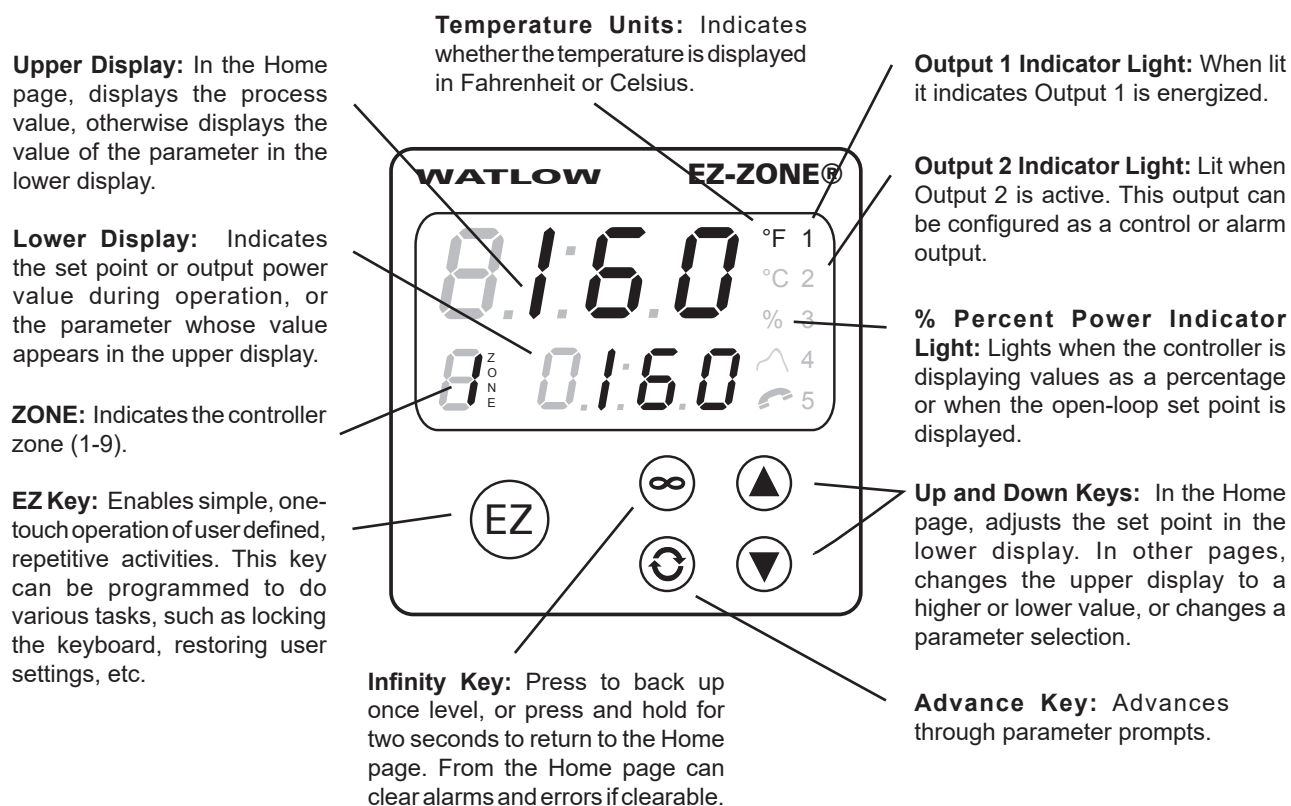 Temperature Units: Indicates
whether the temperature is displayed
in Fahrenheit or Celsius.
Upper Display: In the Home
page, displays the process
value, otherwise displays the
value of the parameter in the
lower display.
Lower Display: Indicates
the set point or output power
value during operation, or
the parameter whose value
appears in the upper display.
ZONE: Indicates the controller
zone (1-9).
EZ Key: Enables simple, one-
touch operation of user defined,
repetitive activities. This key
can be programmed to do
various tasks, such as locking
the keyboard, restoring user
settings, etc.
WATLOW EZ-ZONE®
160 °F 1
°C 2
% 3
1 ZONE 160 4
5
EZ
Infinity Key: Press to back up
once level, or press and hold for
two seconds to return to the Home
page. From the Home page can
clear alarms and errors if clearable.
Output 1 Indicator Light: When lit
it indicates Output 1 is energized.
Output 2 Indicator Light: Lit when
Output 2 is active. This output can
be configured as a control or alarm
output.
% Percent Power Indicator
Light: Lights when the controller is
displaying values as a percentage
or when the open-loop set point is
displayed.
Up and Down Keys: In the Home
page, adjusts the set point in the
lower display. In other pages,
changes the upper display to a
higher or lower value, or changes a
parameter selection.
Advance Key: Advances
through parameter prompts.